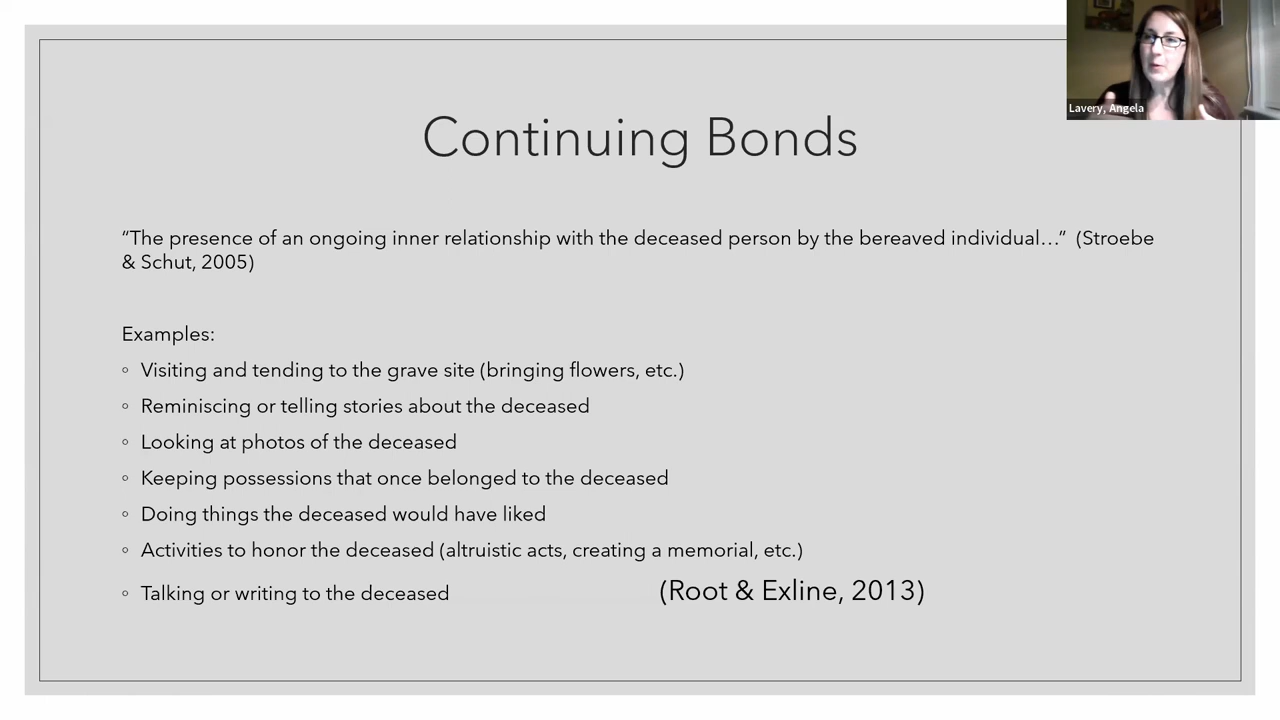 Lavery, Angela
Continuing Bonds
“The presence of an ongoing inner relationship with the deceased person by the bereaved individual…” (Stroebe
& Schut, 2005)
Examples:
◦ Visiting and tending to the grave site (bringing flowers, etc.)
◦ Reminiscing or telling stories about the deceased
◦ Looking at photos of the deceased
◦ Keeping possessions that once belonged to the deceased
◦ Doing things the deceased would have liked
◦ Activities to honor the deceased (altruistic acts, creating a memorial, etc.)
◦ Talking or writing to the deceased (Root & Exline, 2013)